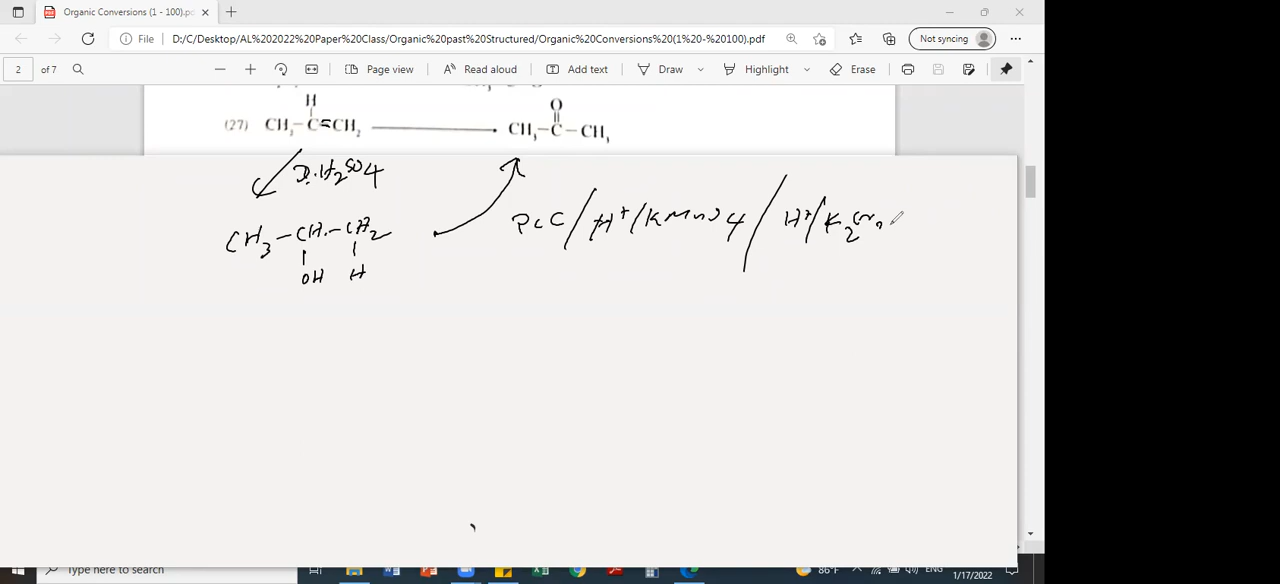 Organic Conversions (1 - 100).pc
File D:/C/Desktop/AL%202022%20Paper%20Class/Organic%20past%20Structured/Organic%20Conversions%20(1%20-%20100).pdf Not syncing
2 of 7 Page view Read aloud Add text Draw Highlight Erase
H O
(27) CH₃–C=CH₂ CH₃–C–CH₃
D.H₂SO₄
PCC / H⁺/KMnO₄ / H⁺/K₂Cr₂
CH₃–CH–CH₂
OH H
Type here to search 86°F ENG
1/17/2022